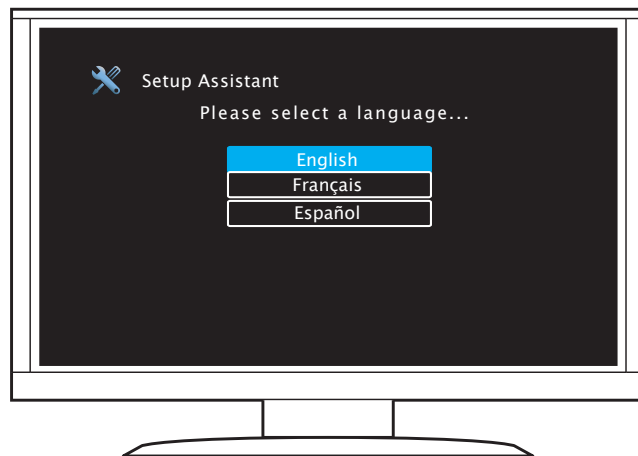 Setup Assistant
Please select a language...
English
Français
Español